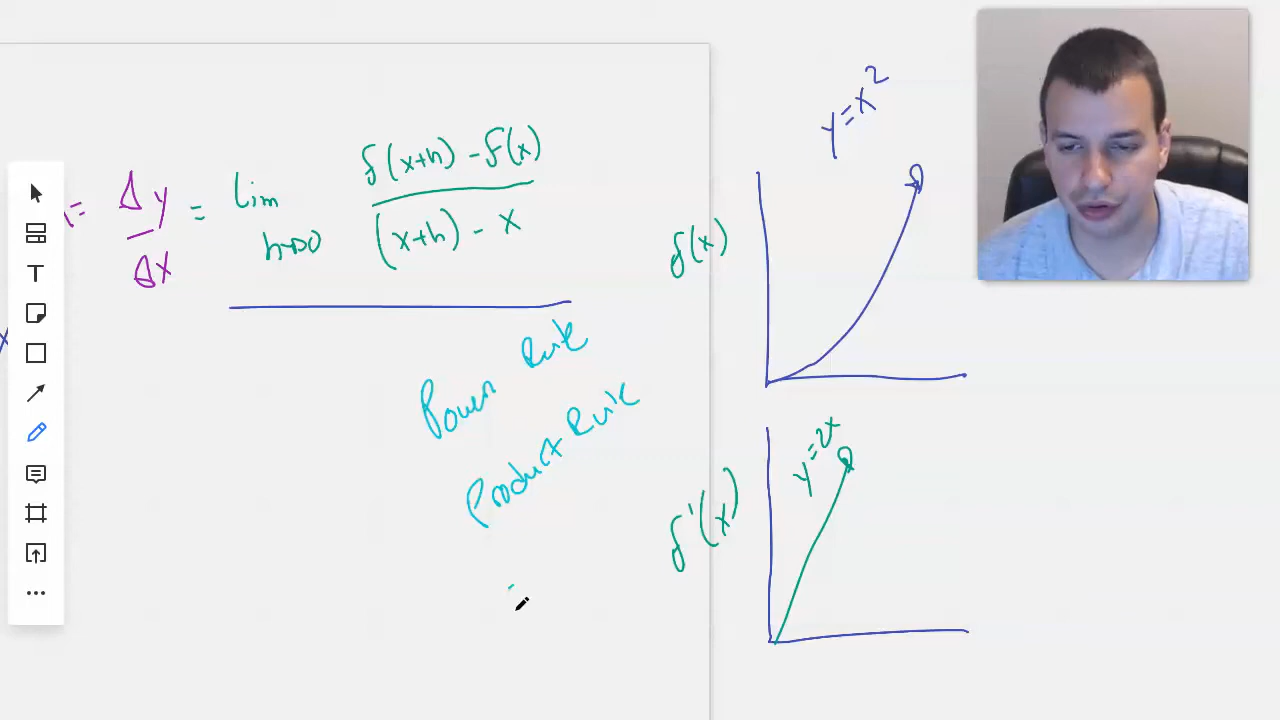 y=x²
= Δy/ΔX = lim h→0 f(x+h) - f(x) / (x+h) - x
f(x)
Power Rule
Product Rule
y=2x
f'(x)
T